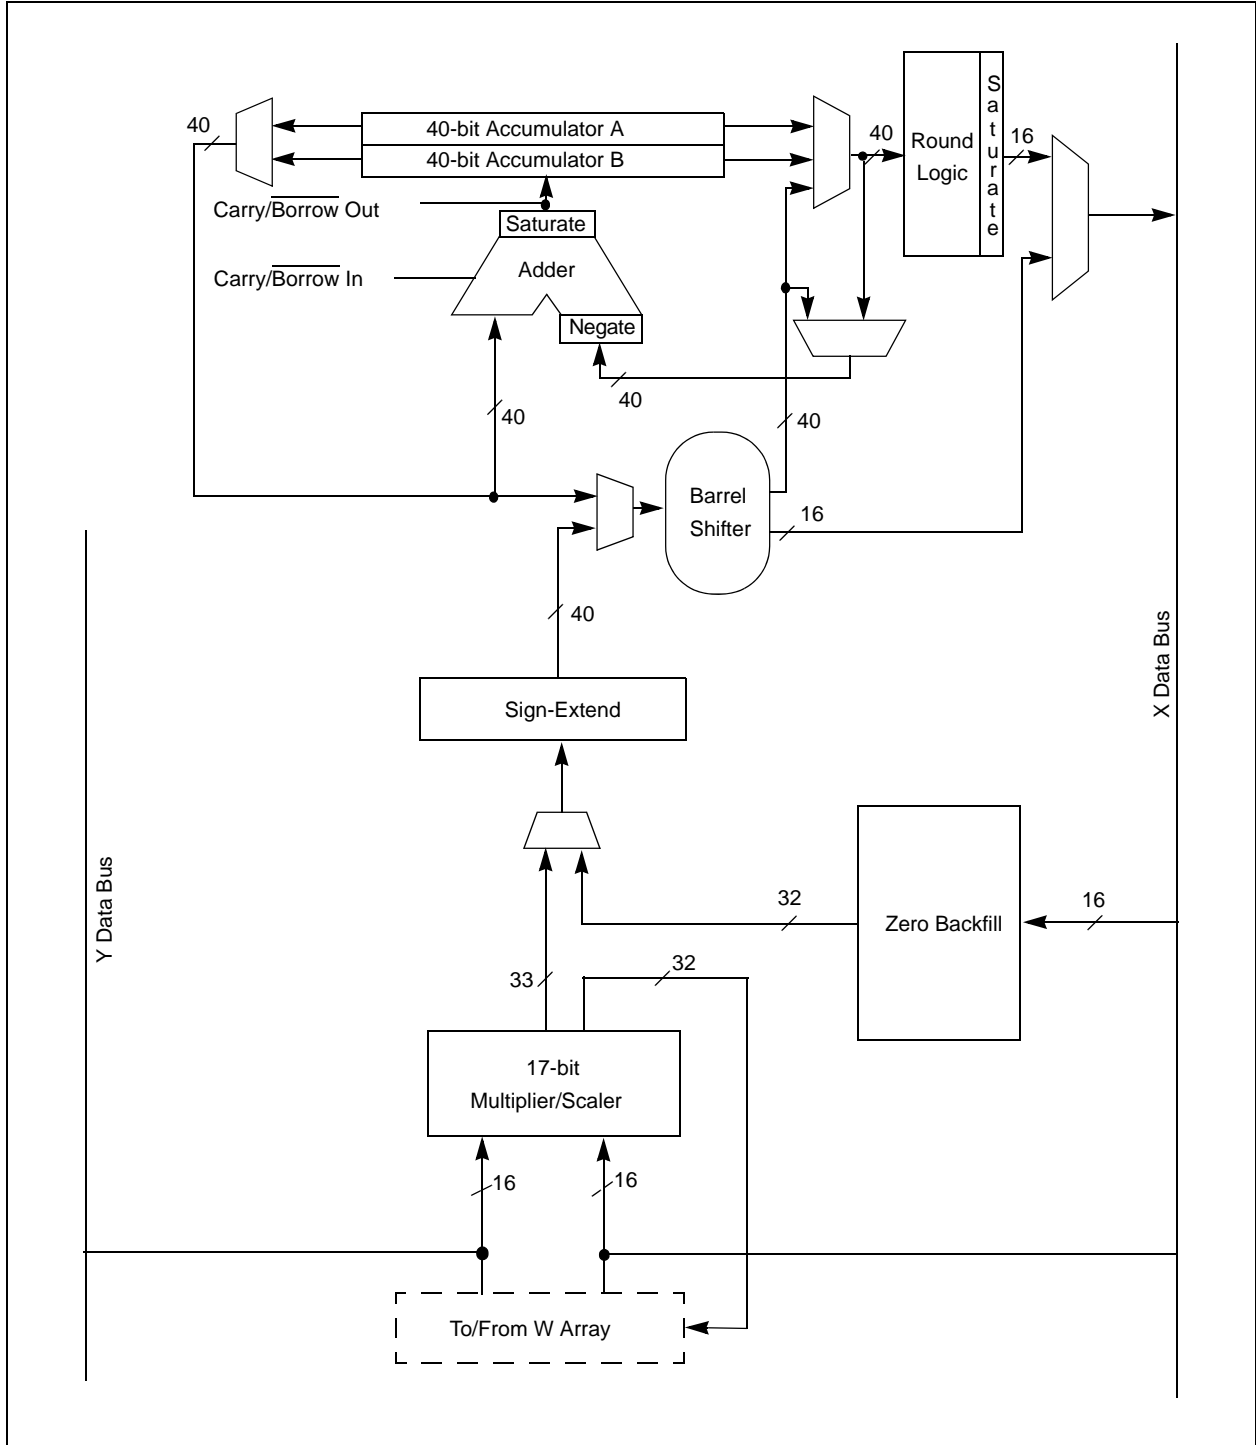 40
40-bit Accumulator A
40-bit Accumulator B
Carry/Borrow Out
Saturate
Carry/Borrow In
Adder
Negate
40
Round
Logic
Saturate
16
40
40
40
Barrel
Shifter
16
40
Sign-Extend
X Data Bus
Y Data Bus
32
Zero Backfill
16
33
32
17-bit
Multiplier/Scaler
16
16
To/From W Array